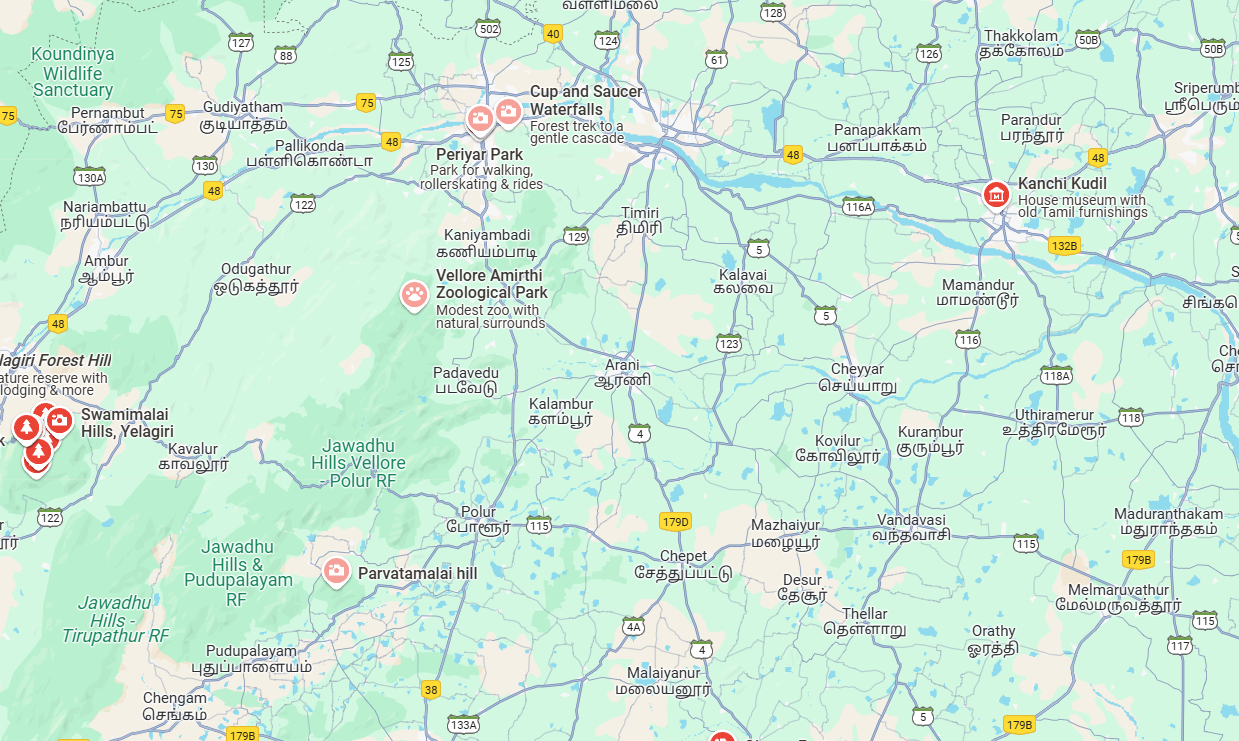 வள்ளிமலை
502
40
124
128
Thakkolam
தக்கோலம்
50B
50B
127
88
125
61
126
Koundinya
Wildlife
Sanctuary
Cup and Saucer
Waterfalls
Forest trek to a
gentle cascade
75
Pernambut
பேர்ணாம்பட்
75
Gudiyatham
குடியாத்தம்
75
Parandur
பரந்தூர்
Panapakkam
பனப்பாக்கம்
48
Pallikonda
பள்ளிகொண்டா
48
48
Periyar Park
Park for walking,
rollerskating & rides
130
130A
48
Kanchi Kudil
House museum with
old Tamil furnishings
122
Nariambattu
நரியம்பட்டு
Timiri
திமிரி
116A
Kaniyambadi
கணியம்பாடி
129
5
132B
Ambur
ஆம்பூர்
Odugathur
ஒடுகத்தூர்
Vellore Amirthi
Zoological Park
Modest zoo with
natural surrounds
Kalavai
கலவை
Mamandur
மாமண்டூர்
5
48
123
116
Padavedu
படவேடு
Arani
ஆரணி
Cheyyar
செய்யாறு
118A
nature reserve with
lodging & more
Swamimalai
Hills, Yelagiri
Kalambur
களம்பூர்
Uthiramerur
உத்திரமேரூர்
118
4
Kovilur
கோவிலூர்
Kurambur
குரும்பூர்
Kavalur
காவலூர்
Jawadhu
Hills Vellore
- Polur RF
122
Polur
போளூர்
115
179D
Mazhaiyur
மழையூர்
Vandavasi
வந்தவாசி
Maduranthakam
மதுராந்தகம்
115
179B
Jawadhu
Hills &
Pudupalayam
RF
Parvatamalai hill
Chepet
சேத்துப்பட்டு
Desur
தேசூர்
Melmaruvathur
மேல்மருவத்தூர்
Jawadhu
Hills -
Tirupathur RF
4A
Thellar
தெள்ளாறு
115
Orathy
ஓரத்தி
117
4
Pudupalayam
புதுப்பாளையம்
Malaiyanur
மலையனூர்
38
Chengam
செங்கம்
133A
5
179B
179B